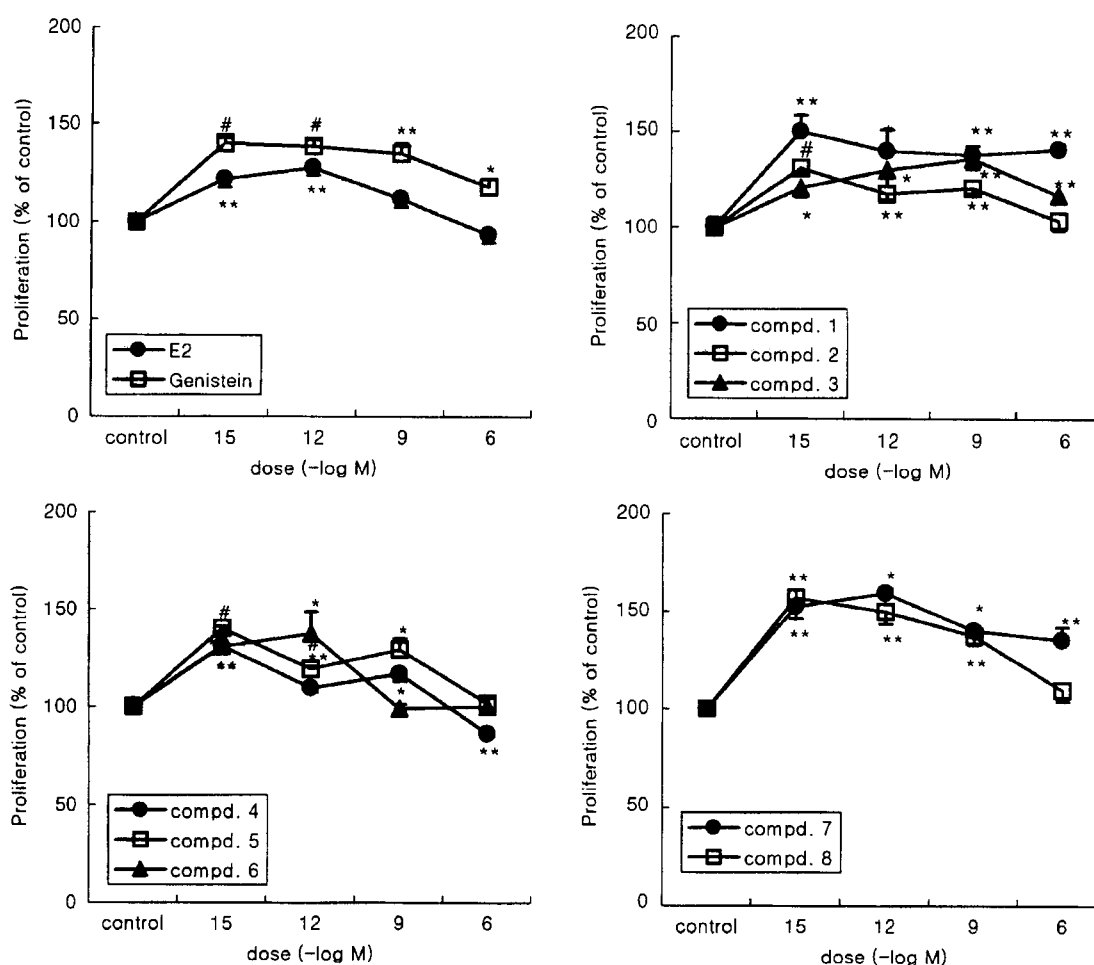 200
150
100
50
0
Proliferation (% of control)
#
#
**
*
**
**
E2
Genistein
control 15 12 9 6
dose (-log M)
200
150
100
50
0
Proliferation (% of control)
**
*
**
**
#
*
**
**
*
**
**
compd. 1
compd. 2
compd. 3
control 15 12 9 6
dose (-log M)
200
150
100
50
0
Proliferation (% of control)
#
*
*
#
**
**
*
**
compd. 4
compd. 5
compd. 6
control 15 12 9 6
dose (-log M)
200
150
100
50
0
Proliferation (% of control)
**
*
*
**
**
**
**
compd. 7
compd. 8
control 15 12 9 6
dose (-log M)